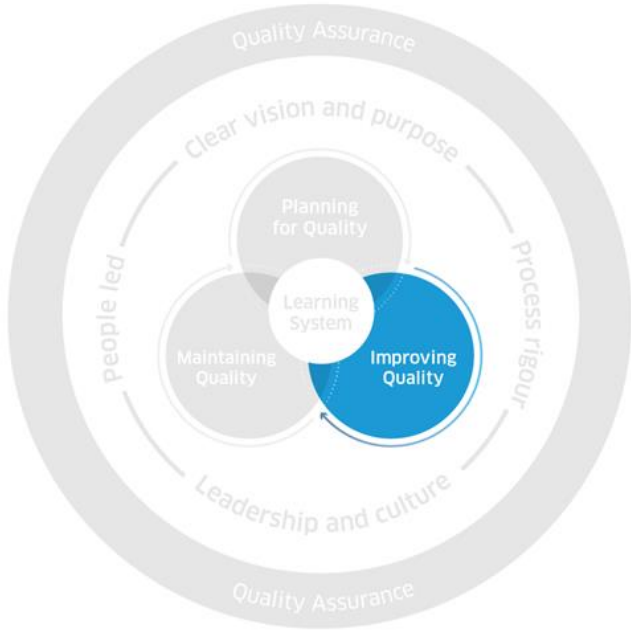 Quality Assurance
Clear vision and purpose
Planning
for Quality
People led
Process rigour
Learning
System
Maintaining
Quality
Improving
Quality
Leadership and culture
Quality Assurance